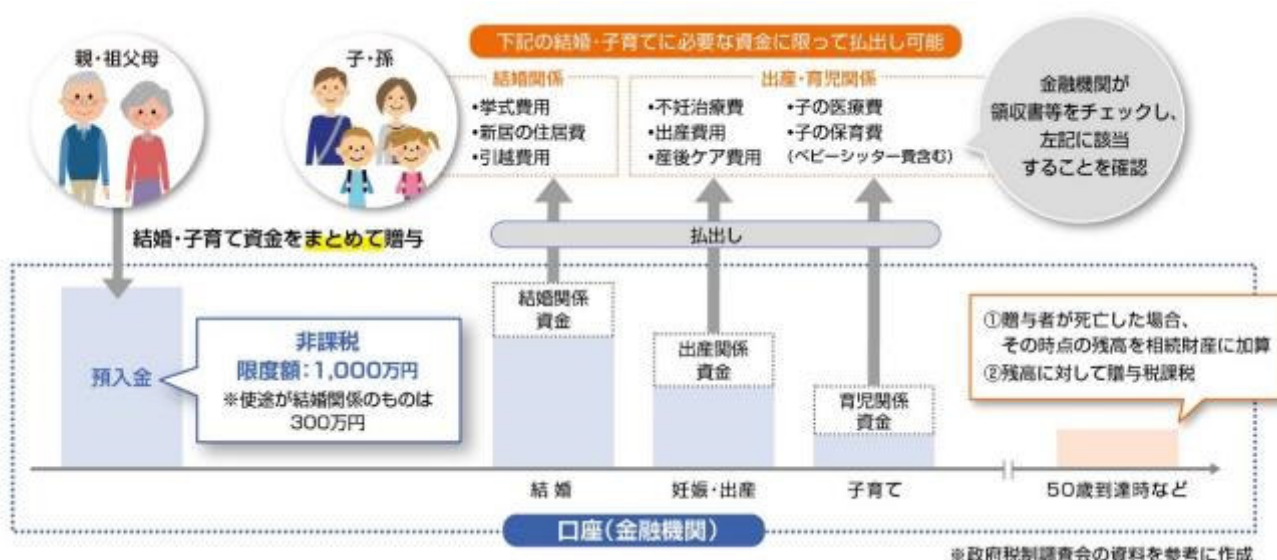 親・祖父母
子・孫
下記の結婚・子育てに必要な資金に限って払出し可能
結婚関係
•挙式費用
•新居の住居費
•引越費用
出産・育児関係
•不妊治療費
•出産費用
•産後ケア費用
•子の医療費
•子の保育費
(ベビーシッター費含む)
金融機関が
領収書等をチェックし、
左記に該当
することを確認
結婚・子育て資金をまとめて贈与
払出し
預入金
非課税
限度額:1,000万円
※使途が結婚関係のものは
300万円
結婚関係
資金
出産関係
資金
育児関係
資金
①贈与者が死亡した場合、
その時点の残高を相続財産に加算
②残高に対して贈与税課税
結婚
妊娠・出産
子育て
50歳到達時など
口座(金融機関)
※政府税制調査会の資料を参考に作成